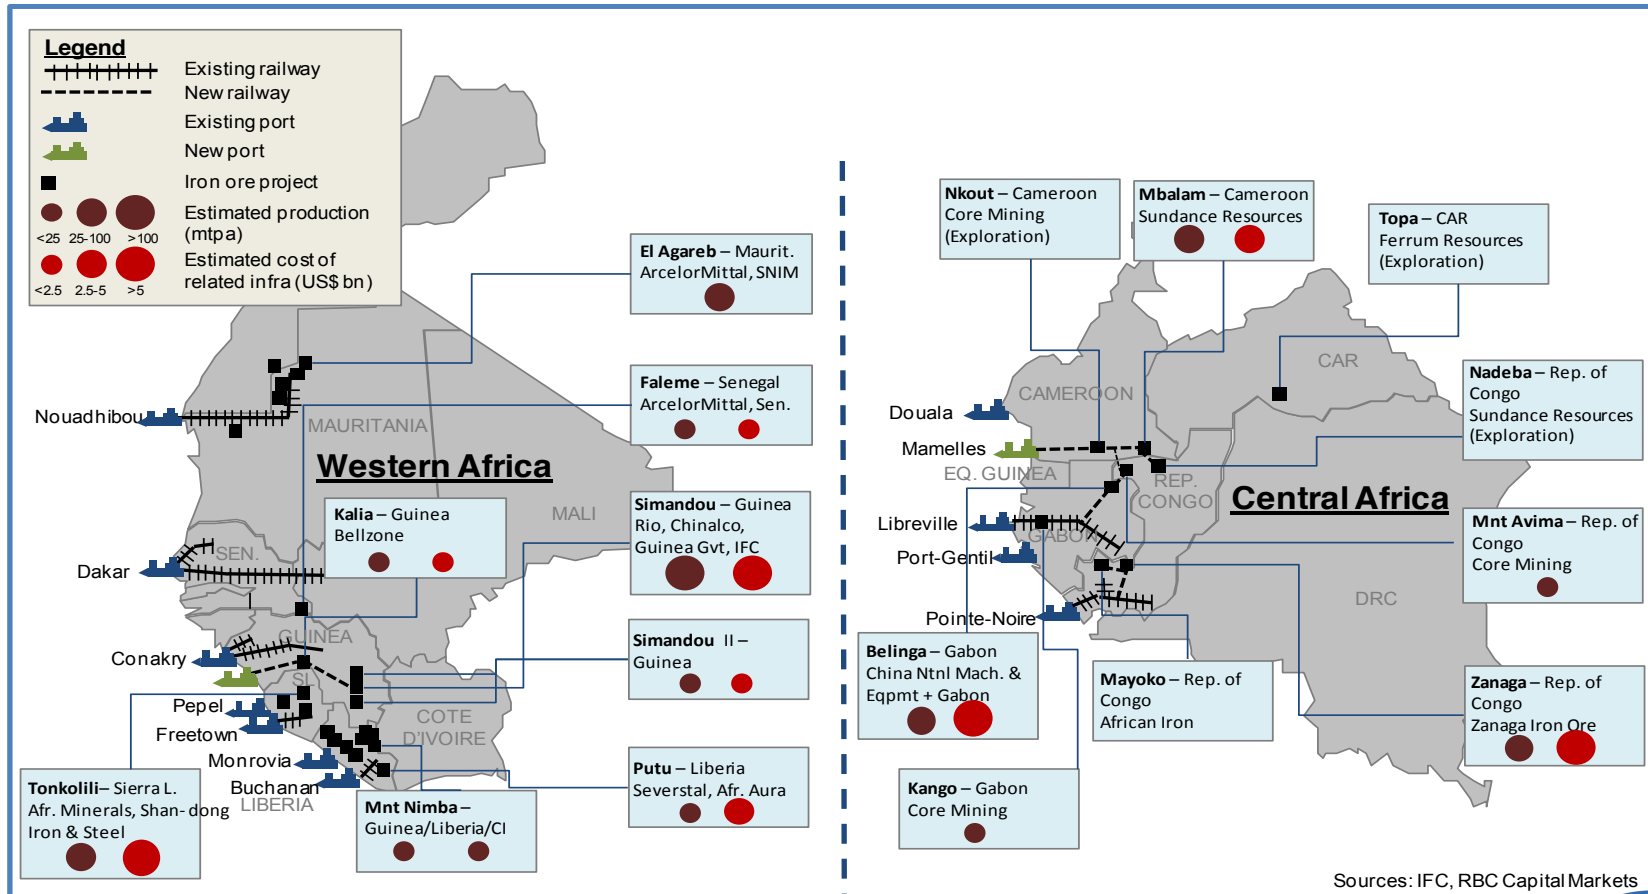 Legend
Existing railway
New railway
Existing port
New port
Iron ore project
Estimated production
(mtpa)
<25 25-100 >100
Estimated cost of
related infra (US$ bn)
<2.5 2.5-5 >5
El Agareb – Maurit.
ArcelorMittal, SNIM
Faleme – Senegal
ArcelorMittal, Sen.
Simandou – Guinea
Rio, Chinalco,
Guinea Gvt, IFC
Simandou II –
Guinea
Putu – Liberia
Severstal, Afr. Aura
Kalia – Guinea
Bellzone
Mnt Nimba –
Guinea/Liberia/CI
Tonkolili– Sierra L.
Afr. Minerals, Shan-dong
Iron & Steel
Western Africa
Nouadhibou
MAURITANIA
MALI
SEN.
Dakar
GUINEA
Conakry
SL
Pepel
Freetown
COTE
D'IVOIRE
Monrovia
Buchanan
LIBERIA
Nkout – Cameroon
Core Mining
(Exploration)
Mbalam – Cameroon
Sundance Resources
Topa – CAR
Ferrum Resources
(Exploration)
Nadeba – Rep. of
Congo
Sundance Resources
(Exploration)
Mnt Avima – Rep. of
Congo
Core Mining
Zanaga – Rep. of
Congo
Zanaga Iron Ore
Mayoko – Rep. of
Congo
African Iron
Belinga – Gabon
China Ntnl Mach. &
Eqpmt + Gabon
Kango – Gabon
Core Mining
Central Africa
CAR
CAMEROON
Douala
Mamelles
EQ. GUINEA
REP.
CONGO
Libreville
GABON
Port-Gentil
DRC
Pointe-Noire
Sources: IFC, RBC Capital Markets